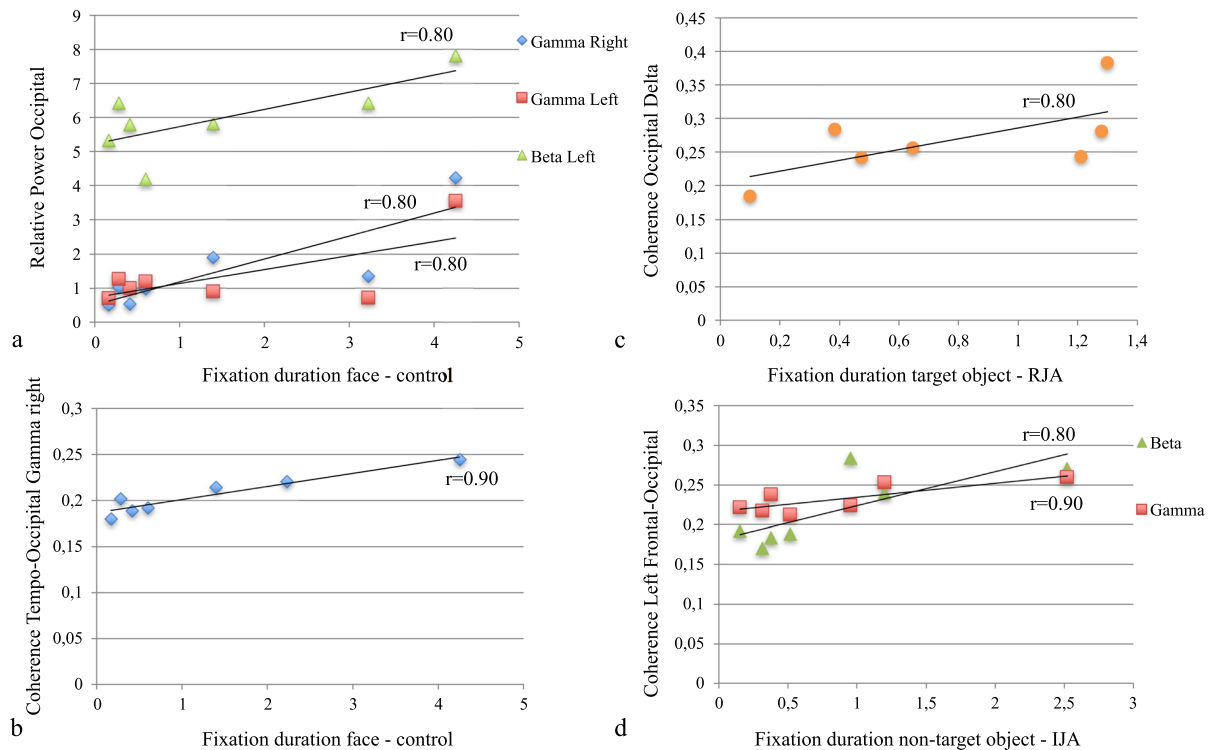 9
8
7
6
5
4
3
2
1
0
0
1
2
3
4
5
Relative Power Occipital
Fixation duration face - control
r=0.80
r=0.80
r=0.80
Gamma Right
Gamma Left
Beta Left
a
0,45
0,4
0,35
0,3
0,25
0,2
0,15
0,1
0,05
0
0
0,2
0,4
0,6
0,8
1
1,2
1,4
Coherence Occipital Delta
Fixation duration target object - RJA
r=0.80
c
0,3
0,25
0,2
0,15
0,1
0,05
0
0
1
2
3
4
5
Coherence Tempo-Occipital Gamma right
Fixation duration face - control
r=0.90
b
0,35
0,3
0,25
0,2
0,15
0,1
0,05
0
0
0,5
1
1,5
2
2,5
3
Coherence Left Frontal-Occipital
Fixation duration non-target object - IJA
r=0.80
r=0.90
Beta
Gamma
d